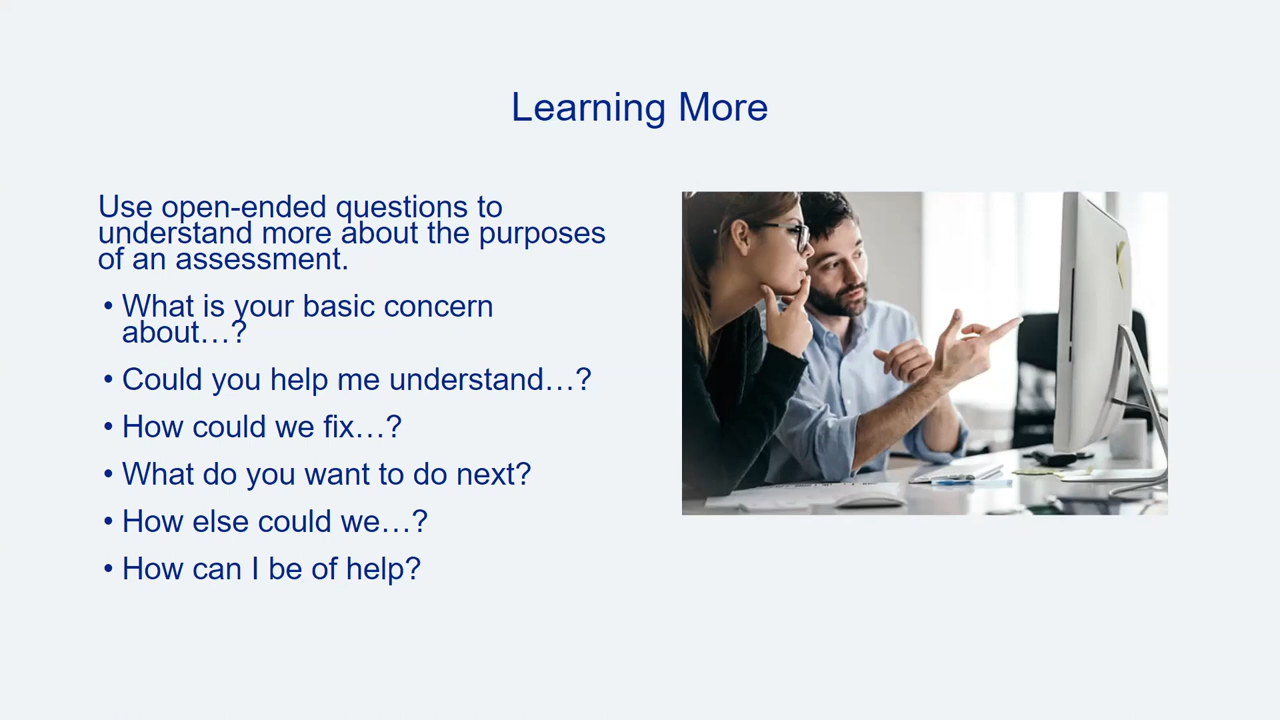 Learning More
Use open-ended questions to
understand more about the purposes
of an assessment.
• What is your basic concern
about…?
• Could you help me understand…?
• How could we fix…?
• What do you want to do next?
• How else could we…?
• How can I be of help?